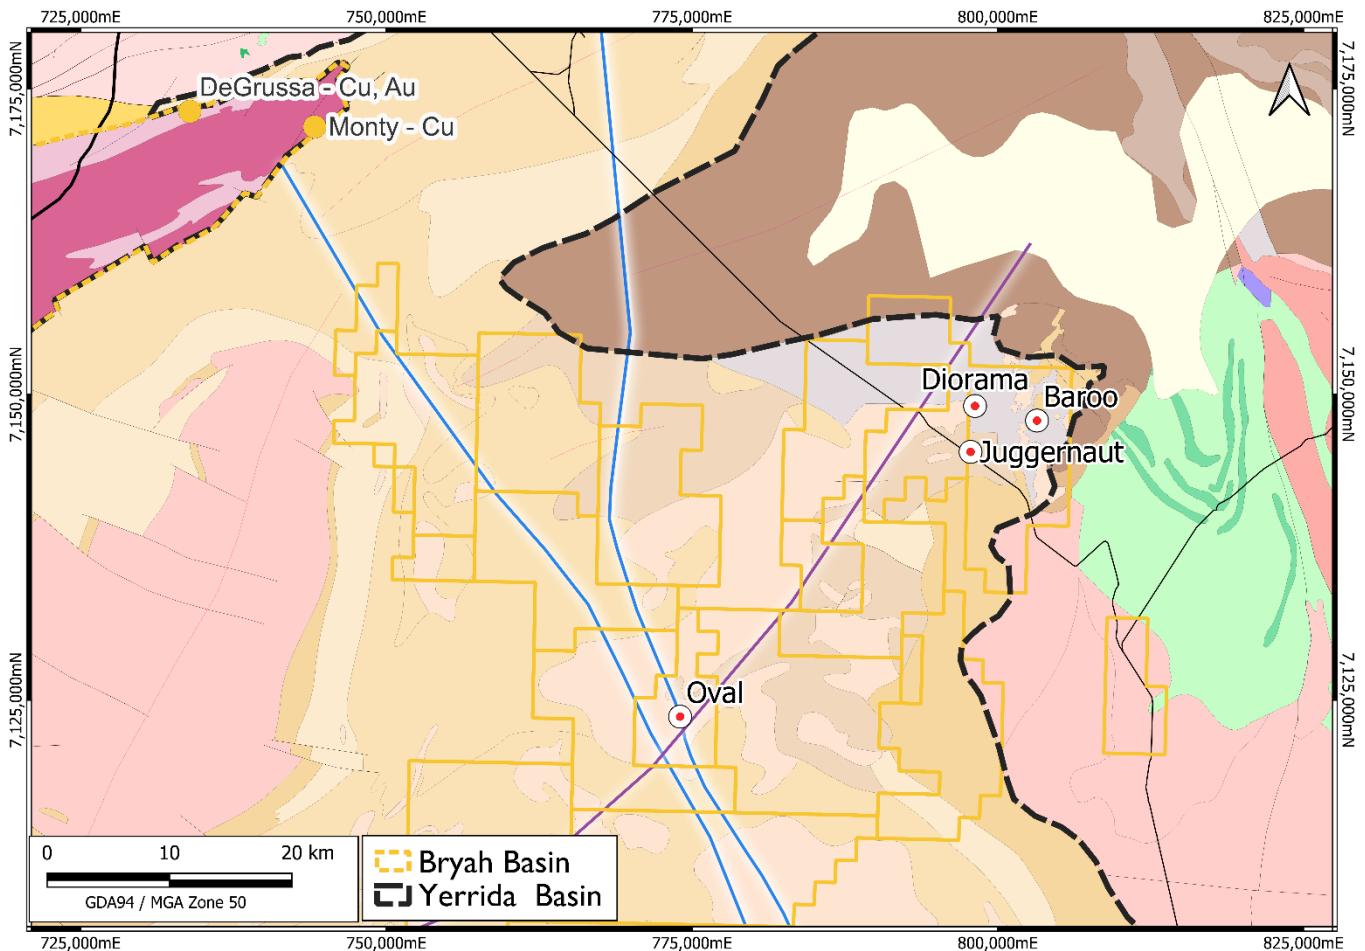 725,000mE 750,000mE 775,000mE 800,000mE 825,000mE
7,175,000mN
7,175,000mN
DeGrussa - Cu, Au
Monty - Cu
7,150,000mN
7,150,000mN
Diorama
Baroo
Juggernaut
7,125,000mN
7,125,000mN
Oval
0 10 20 km
GDA94 / MGA Zone 50
Bryah Basin
Yerrida Basin
725,000mE 750,000mE 775,000mE 800,000mE 825,000mE